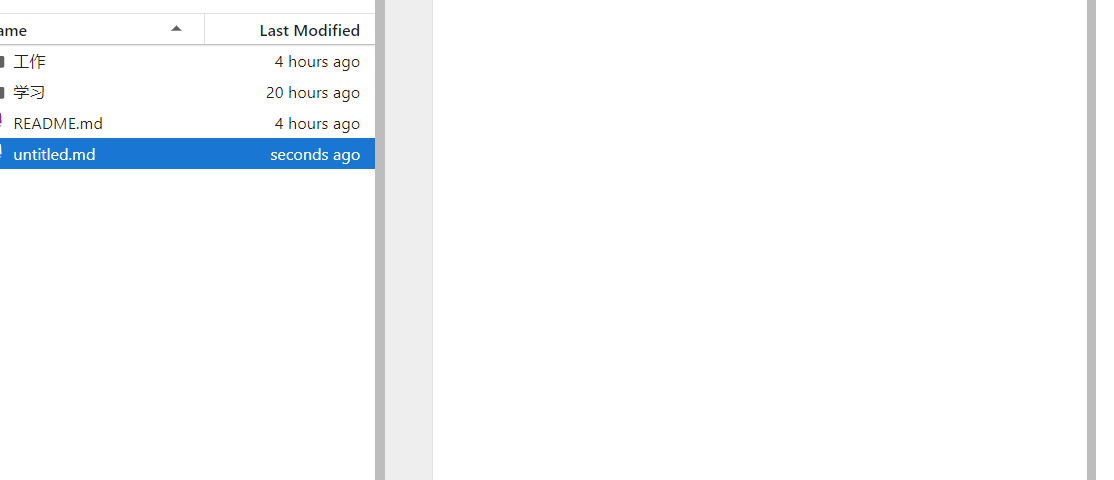 ame Last Modified
工作 4 hours ago
学习 20 hours ago
README.md 4 hours ago
untitled.md seconds ago